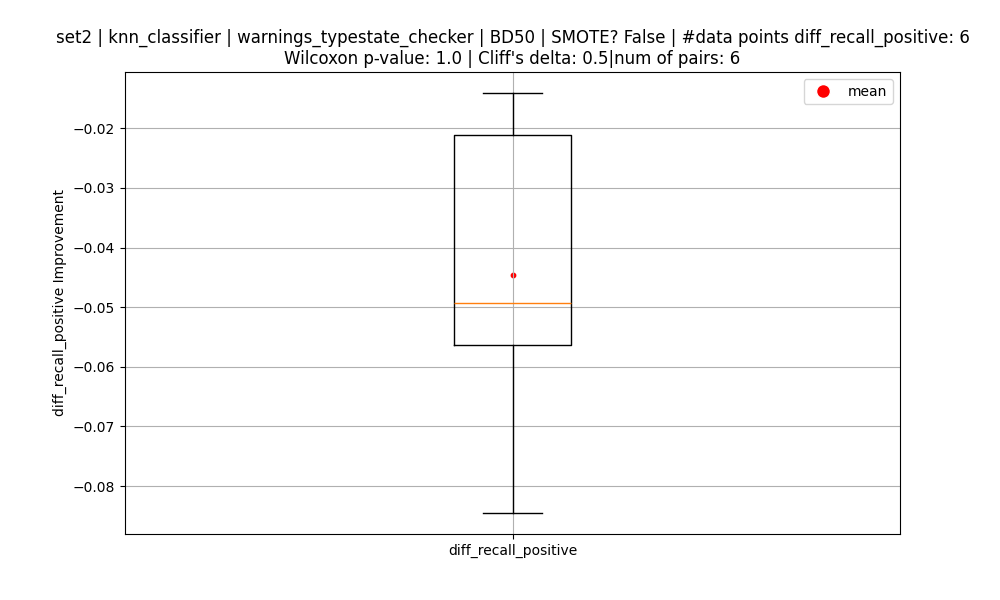 set2 | knn_classifier | warnings_typestate_checker | BD50 | SMOTE? False | #data points diff_recall_positive: 6
Wilcoxon p-value: 1.0 | Cliff's delta: 0.5|num of pairs: 6
mean
−0.02
−0.03
−0.04
−0.05
−0.06
−0.07
−0.08
diff_recall_positive Improvement
diff_recall_positive